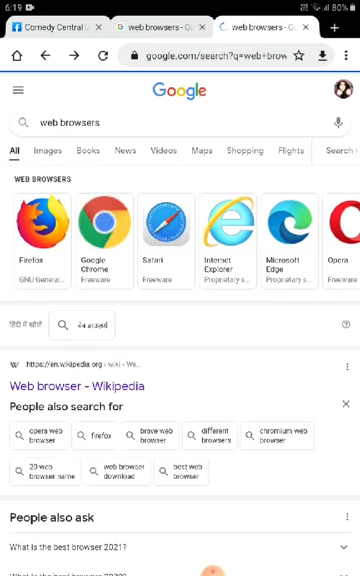 6:19
80%
Comedy Central U
web browsers - Go
web browsers - Go
google.com/search?q=web+brow
Google
web browsers
All Images Books News Videos Maps Shopping Flights Search t
WEB BROWSERS
Firefox
GNU General...
Google Chrome
Freeware
Safari
Freeware
Internet Explorer
Proprietary s...
Microsoft Edge
Proprietary s...
Opera
Freeware
हिंदी में खोजें
वेब ब्राउज़र्स
https://en.wikipedia.org › wiki › We...
Web browser - Wikipedia
People also search for
opera web browser
firefox
brave web browser
different browsers
chromium web browser
20 web browser name
web browser download
best web browser
People also ask
What is the best browser 2021?